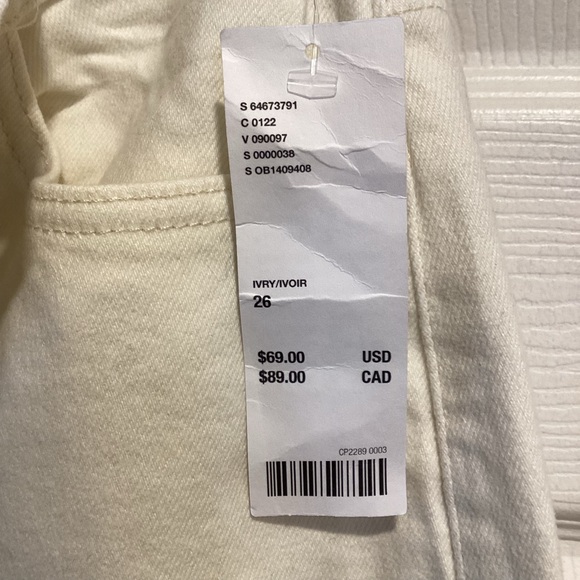 S 64673791
C 0122
V 090097
S 0000038
S OB1409408
IVRY/IVOIR
26
$69.00 USD
$89.00 CAD
CP2289 0003